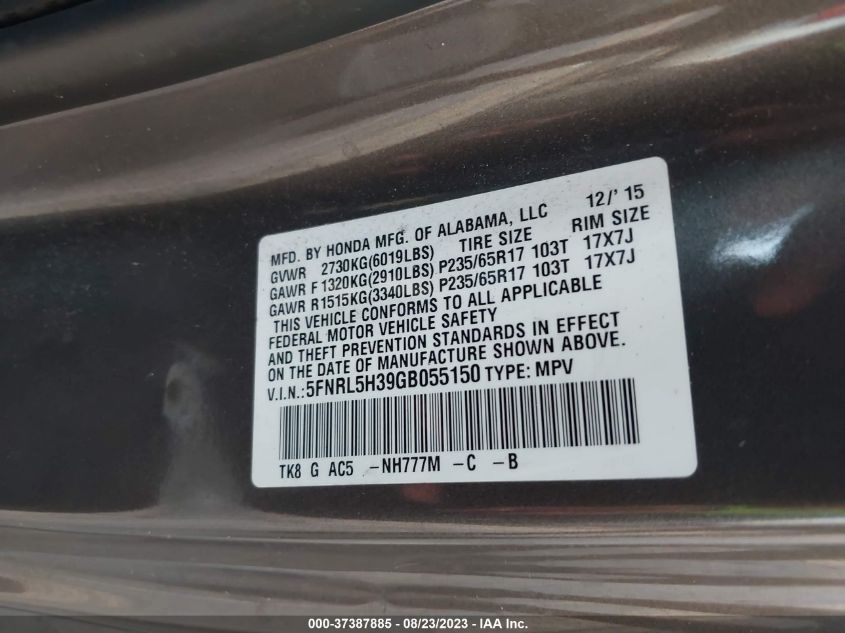 MFD. BY HONDA MFG. OF ALABAMA, LLC 12/' 15
GVWR 2730KG(6019LBS) TIRE SIZE RIM SIZE
GAWR F 1320KG(2910LBS) P235/65R17 103T 17X7J
GAWR R1515KG(3340LBS) P235/65R17 103T 17X7J
THIS VEHICLE CONFORMS TO ALL APPLICABLE
FEDERAL MOTOR VEHICLE SAFETY
AND THEFT PREVENTION STANDARDS IN EFFECT
ON THE DATE OF MANUFACTURE SHOWN ABOVE.
V.I.N.:5FNRL5H39GB055150 TYPE: MPV
TK8 G AC5 -NH777M -C -B
000-37387885 - 08/23/2023 - IAA Inc.